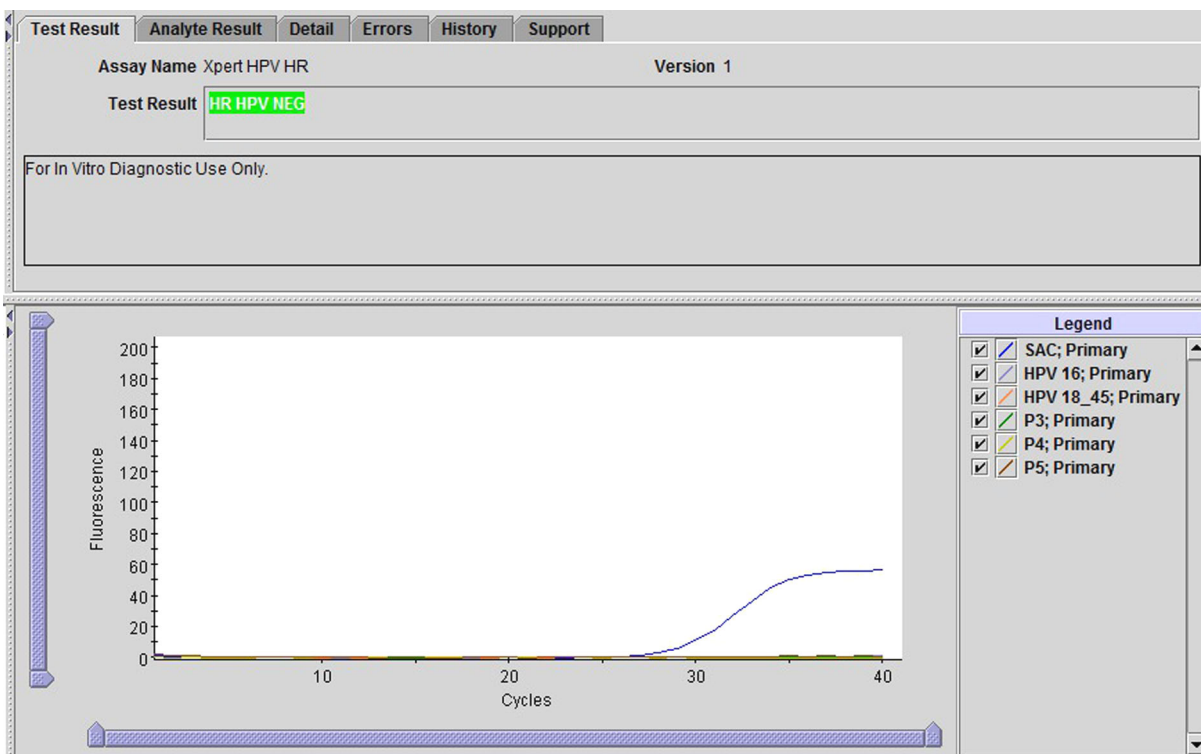 Test Result Analyte Result Detail Errors History Support
Assay Name Xpert HPV HR Version 1
Test Result HR HPV NEG
For In Vitro Diagnostic Use Only.
Legend
SAC; Primary
HPV 16; Primary
HPV 18_45; Primary
P3; Primary
P4; Primary
P5; Primary
Fluorescence
200
180
160
140
120
100
80
60
40
20
0
10 20 30 40
Cycles